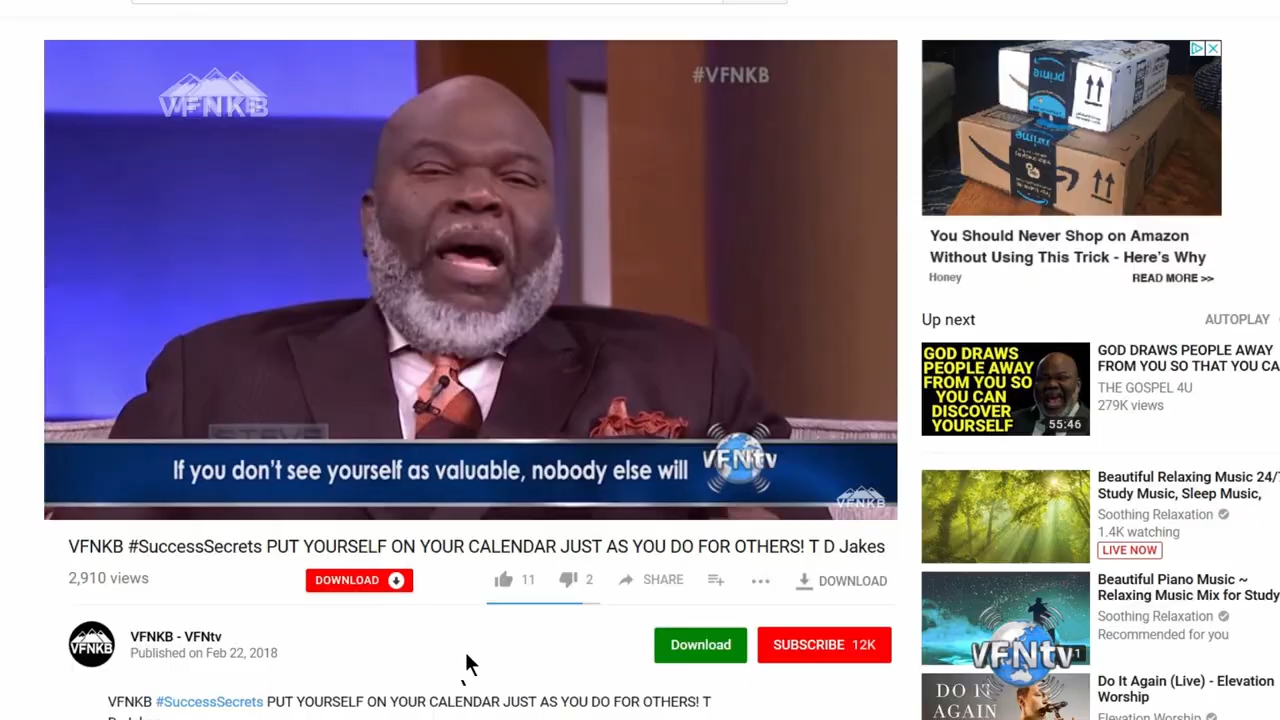 VFNKB
#VFNKB
If you don't see yourself as valuable, nobody else will
VFNtv
VFNKB
VFNKB #SuccessSecrets PUT YOURSELF ON YOUR CALENDAR JUST AS YOU DO FOR OTHERS! T D Jakes
2,910 views
DOWNLOAD
11
2
SHARE
DOWNLOAD
VFNKB
VFNKB - VFNtv
Published on Feb 22, 2018
Download
SUBSCRIBE 12K
VFNKB #SuccessSecrets PUT YOURSELF ON YOUR CALENDAR JUST AS YOU DO FOR OTHERS! T
prime
You Should Never Shop on Amazon
Without Using This Trick - Here's Why
Honey
READ MORE >>
Up next
AUTOPLAY
GOD DRAWS
PEOPLE AWAY
FROM YOU SO
YOU CAN
DISCOVER
YOURSELF
55:46
GOD DRAWS PEOPLE AWAY
FROM YOU SO THAT YOU CA
THE GOSPEL 4U
279K views
Beautiful Relaxing Music 24/7
Study Music, Sleep Music,
Soothing Relaxation
1.4K watching
LIVE NOW
Beautiful Piano Music ~
Relaxing Music Mix for Study
Soothing Relaxation
Recommended for you
VFNtv
DO IT
AGAIN
Do It Again (Live) - Elevation
Worship
Elevation Worship